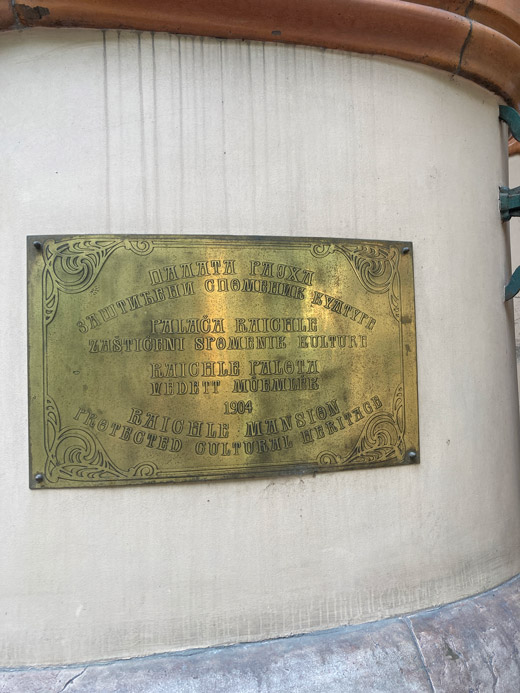 ПАЛАТА РАЈХЛ
ЗАШТИЋЕНИ СПОМЕНИК КУЛТУРЕ
PALAČA RAICHLE
ZAŠTIĆENI SPOMENIK KULTURE
RAICHLE PALOTA
VÉDETT MŰEMLÉK
1904
RAICHLE MANSION
PROTECTED CULTURAL HERITAGE